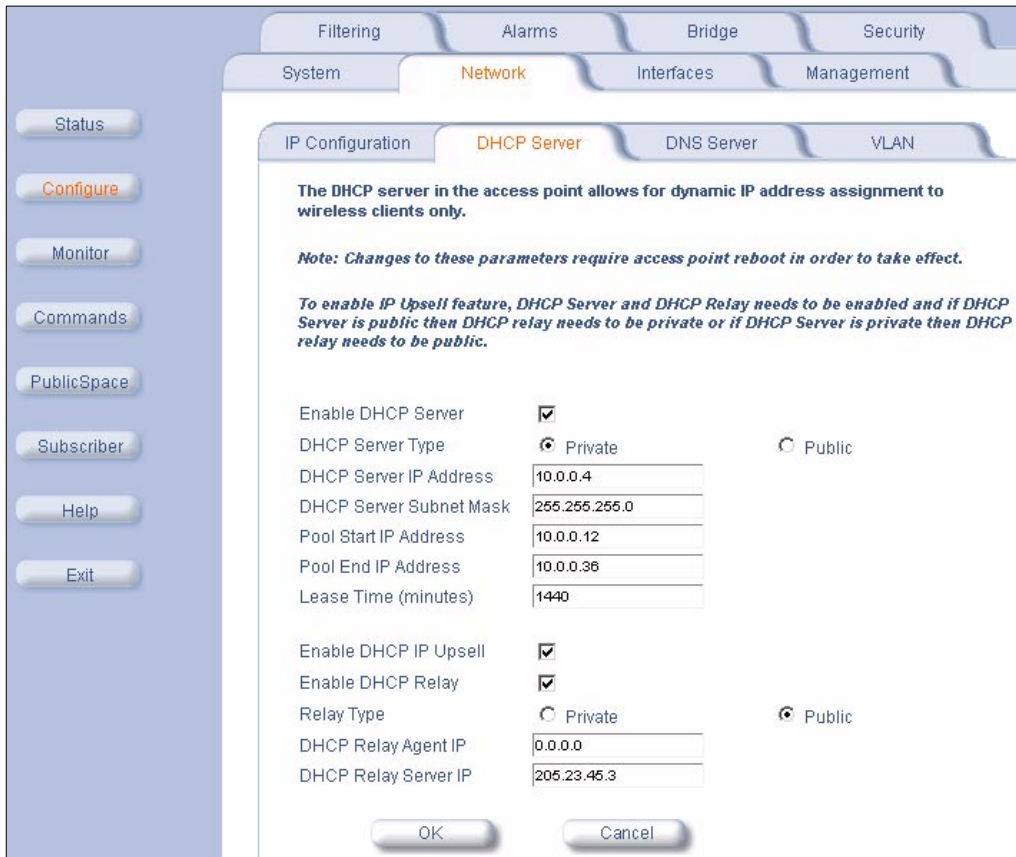 Filtering Alarms Bridge Security
System Network Interfaces Management
Status
Configure
Monitor
Commands
PublicSpace
Subscriber
Help
Exit
IP Configuration DHCP Server DNS Server VLAN
The DHCP server in the access point allows for dynamic IP address assignment to
wireless clients only.
Note: Changes to these parameters require access point reboot in order to take effect.
To enable IP Upsell feature, DHCP Server and DHCP Relay needs to be enabled and if DHCP
Server is public then DHCP relay needs to be private or if DHCP Server is private then DHCP
relay needs to be public.
Enable DHCP Server
DHCP Server Type Private Public
DHCP Server IP Address 10.0.0.4
DHCP Server Subnet Mask 255.255.255.0
Pool Start IP Address 10.0.0.12
Pool End IP Address 10.0.0.36
Lease Time (minutes) 1440
Enable DHCP IP Upsell
Enable DHCP Relay
Relay Type Private Public
DHCP Relay Agent IP 0.0.0.0
DHCP Relay Server IP 205.23.45.3
OK Cancel